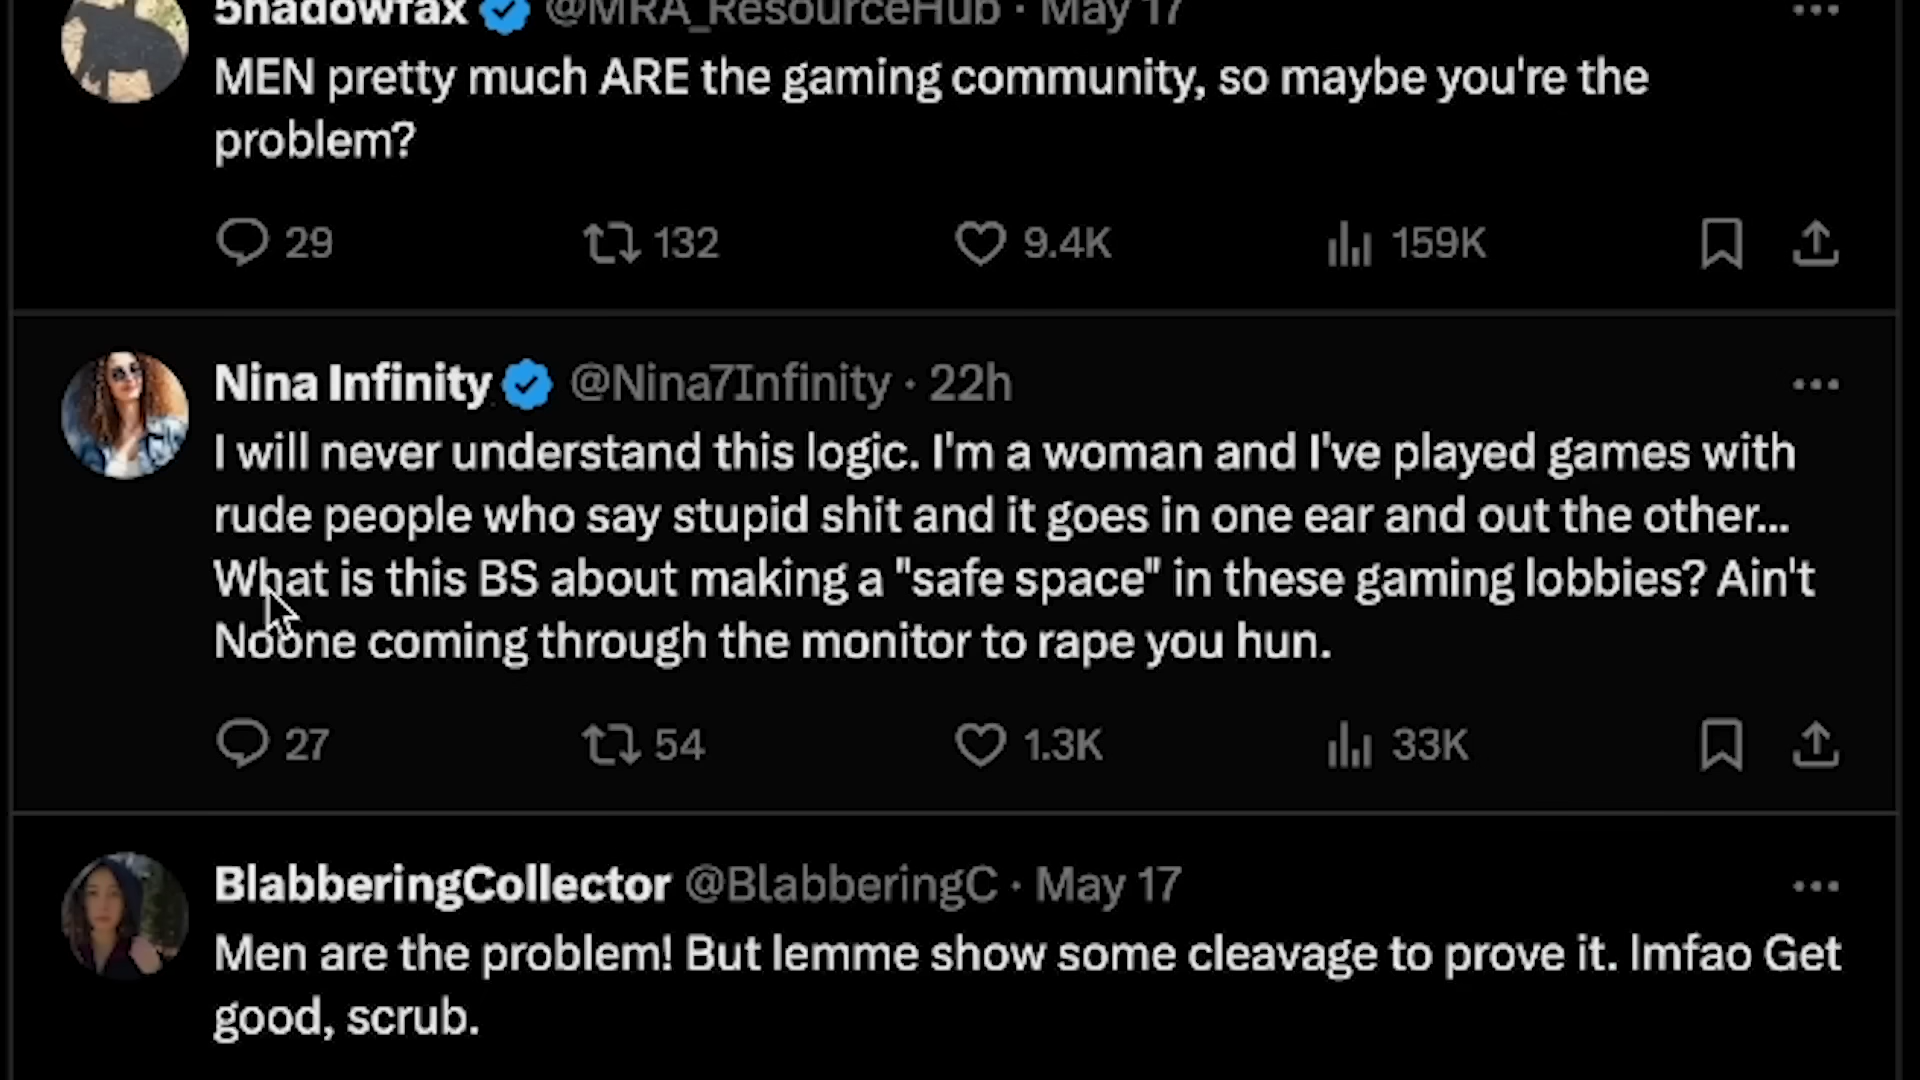 5hadowfax @MRA_ResourceHub · May 17
MEN pretty much ARE the gaming community, so maybe you're the
problem?
29 132 9.4K 159K
Nina Infinity @Nina7Infinity · 22h
I will never understand this logic. I'm a woman and I've played games with
rude people who say stupid shit and it goes in one ear and out the other...
What is this BS about making a "safe space" in these gaming lobbies? Ain't
Noone coming through the monitor to rape you hun.
27 54 1.3K 33K
BlabberingCollector @BlabberingC · May 17
Men are the problem! But lemme show some cleavage to prove it. lmfao Get
good, scrub.